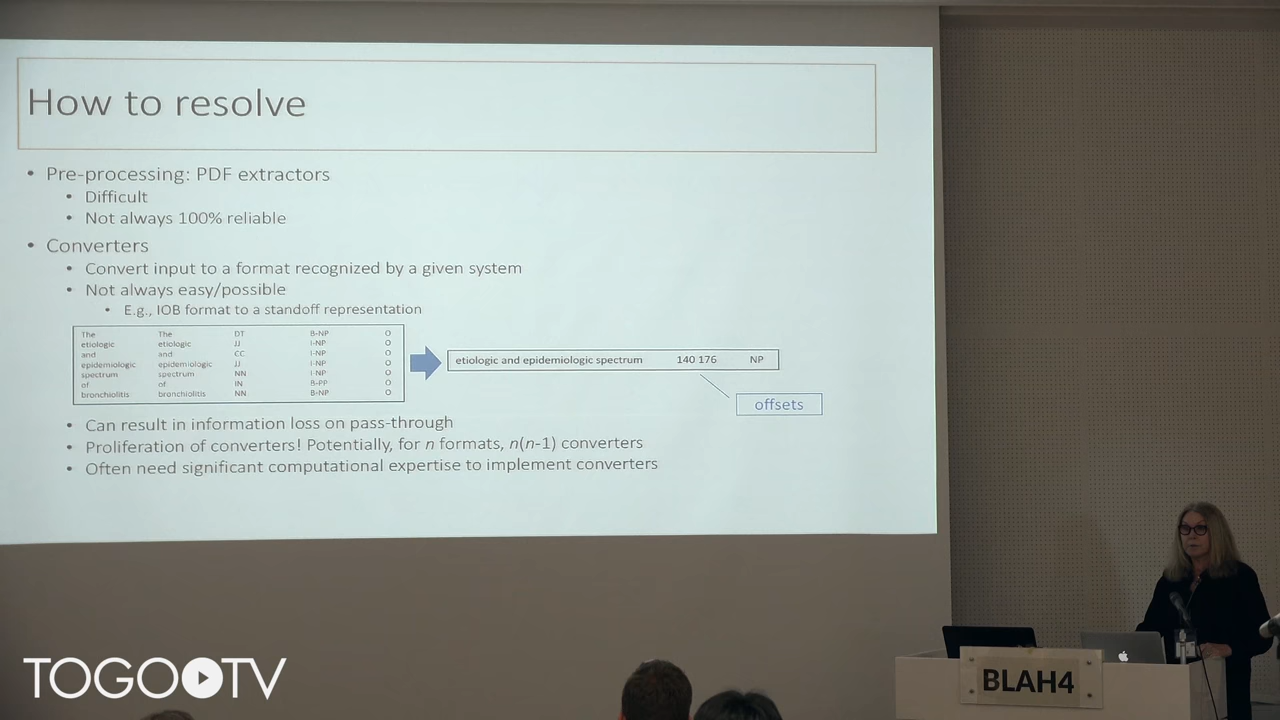 How to resolve
• Pre-processing: PDF extractors
• Difficult
• Not always 100% reliable
• Converters
• Convert input to a format recognized by a given system
• Not always easy/possible
• E.g., IOB format to a standoff representation
The The DT B-NP O
etiologic etiologic JJ I-NP O
and and CC I-NP O
epidemiologic epidemiologic JJ I-NP O
spectrum spectrum NN I-NP O
of of IN B-PP O
bronchiolitis bronchiolitis NN B-NP O
etiologic and epidemiologic spectrum 140 176 NP
offsets
• Can result in information loss on pass-through
• Proliferation of converters! Potentially, for n formats, n(n-1) converters
• Often need significant computational expertise to implement converters
BLAH4
TOGOTV